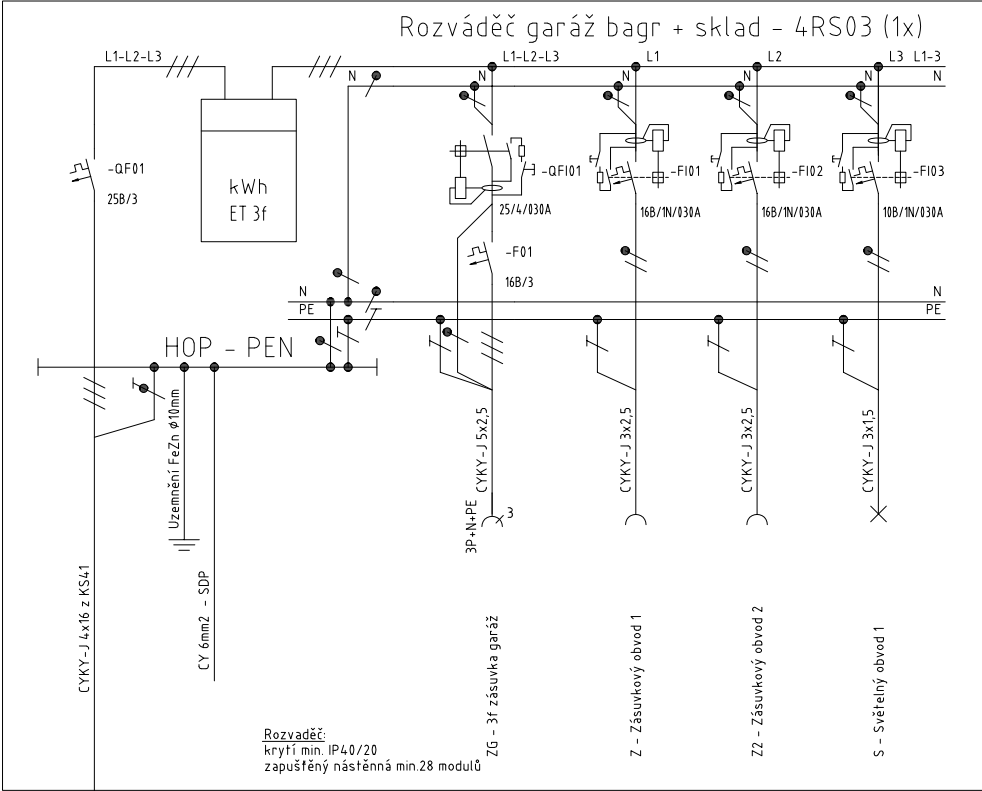 Rozváděč garáž bagr + sklad - 4RS03 (1x)
L1-L2-L3
L1-L2-L3
L1
L2
L3
L1-3
N
N
N
N
N
N
-QF01
25B/3
kWh
ET 3f
-QFI01
25/4/030A
-FI01
16B/1N/030A
-FI02
16B/1N/030A
-FI03
10B/1N/030A
-F01
16B/3
N
N
PE
PE
HOP - PEN
Uzemnění FeZn ø10mm
CYKY-J 4x16 z KS41
CY 6mm2 - SDP
CYKY-J 5x2,5
CYKY-J 3x2,5
CYKY-J 3x2,5
CYKY-J 3x1,5
3P+N+PE
3
ZG - 3f zásuvka garáž
Z - Zásuvkový obvod 1
Z2 - Zásuvkový obvod 2
S - Světelný obvod 1
Rozvaděč:
krytí min. IP40/20
zapuštěný nástěnná min.28 modulů